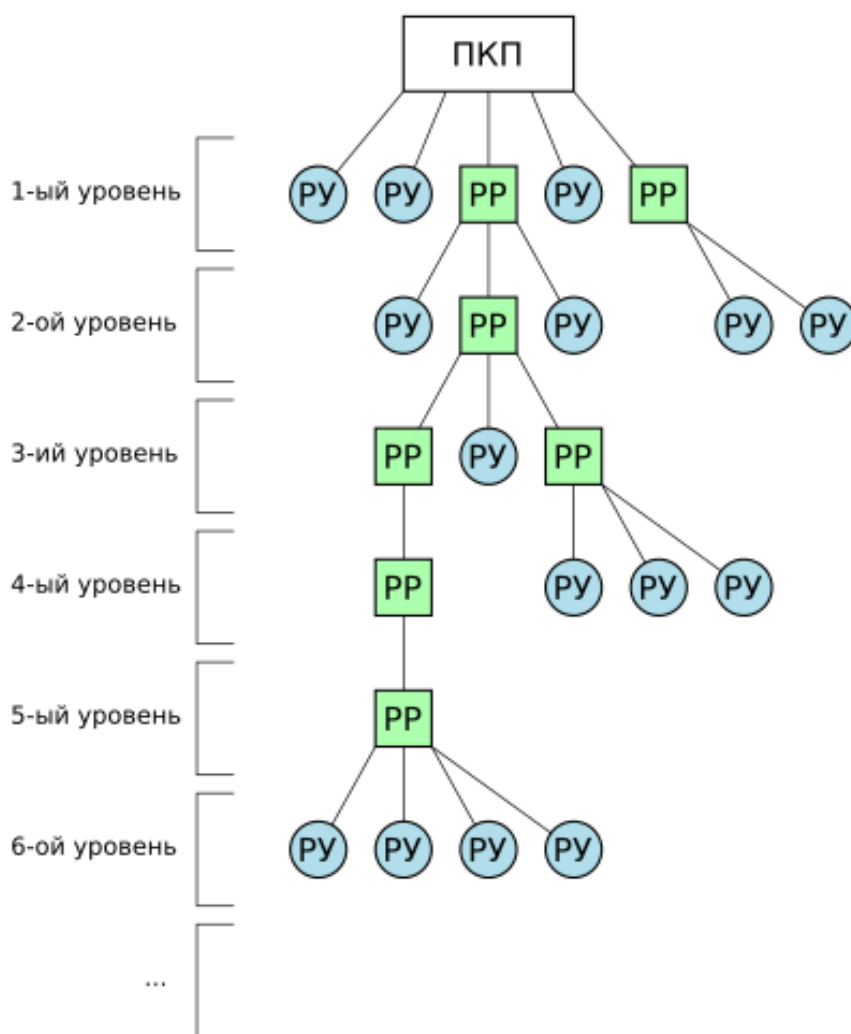 ПКП
1-ый уровень РУ РУ РР РУ РР
2-ой уровень РУ РР РУ РУ РУ
3-ий уровень РР РУ РР
4-ый уровень РР РУ РУ РУ
5-ый уровень РР
6-ой уровень РУ РУ РУ РУ
...